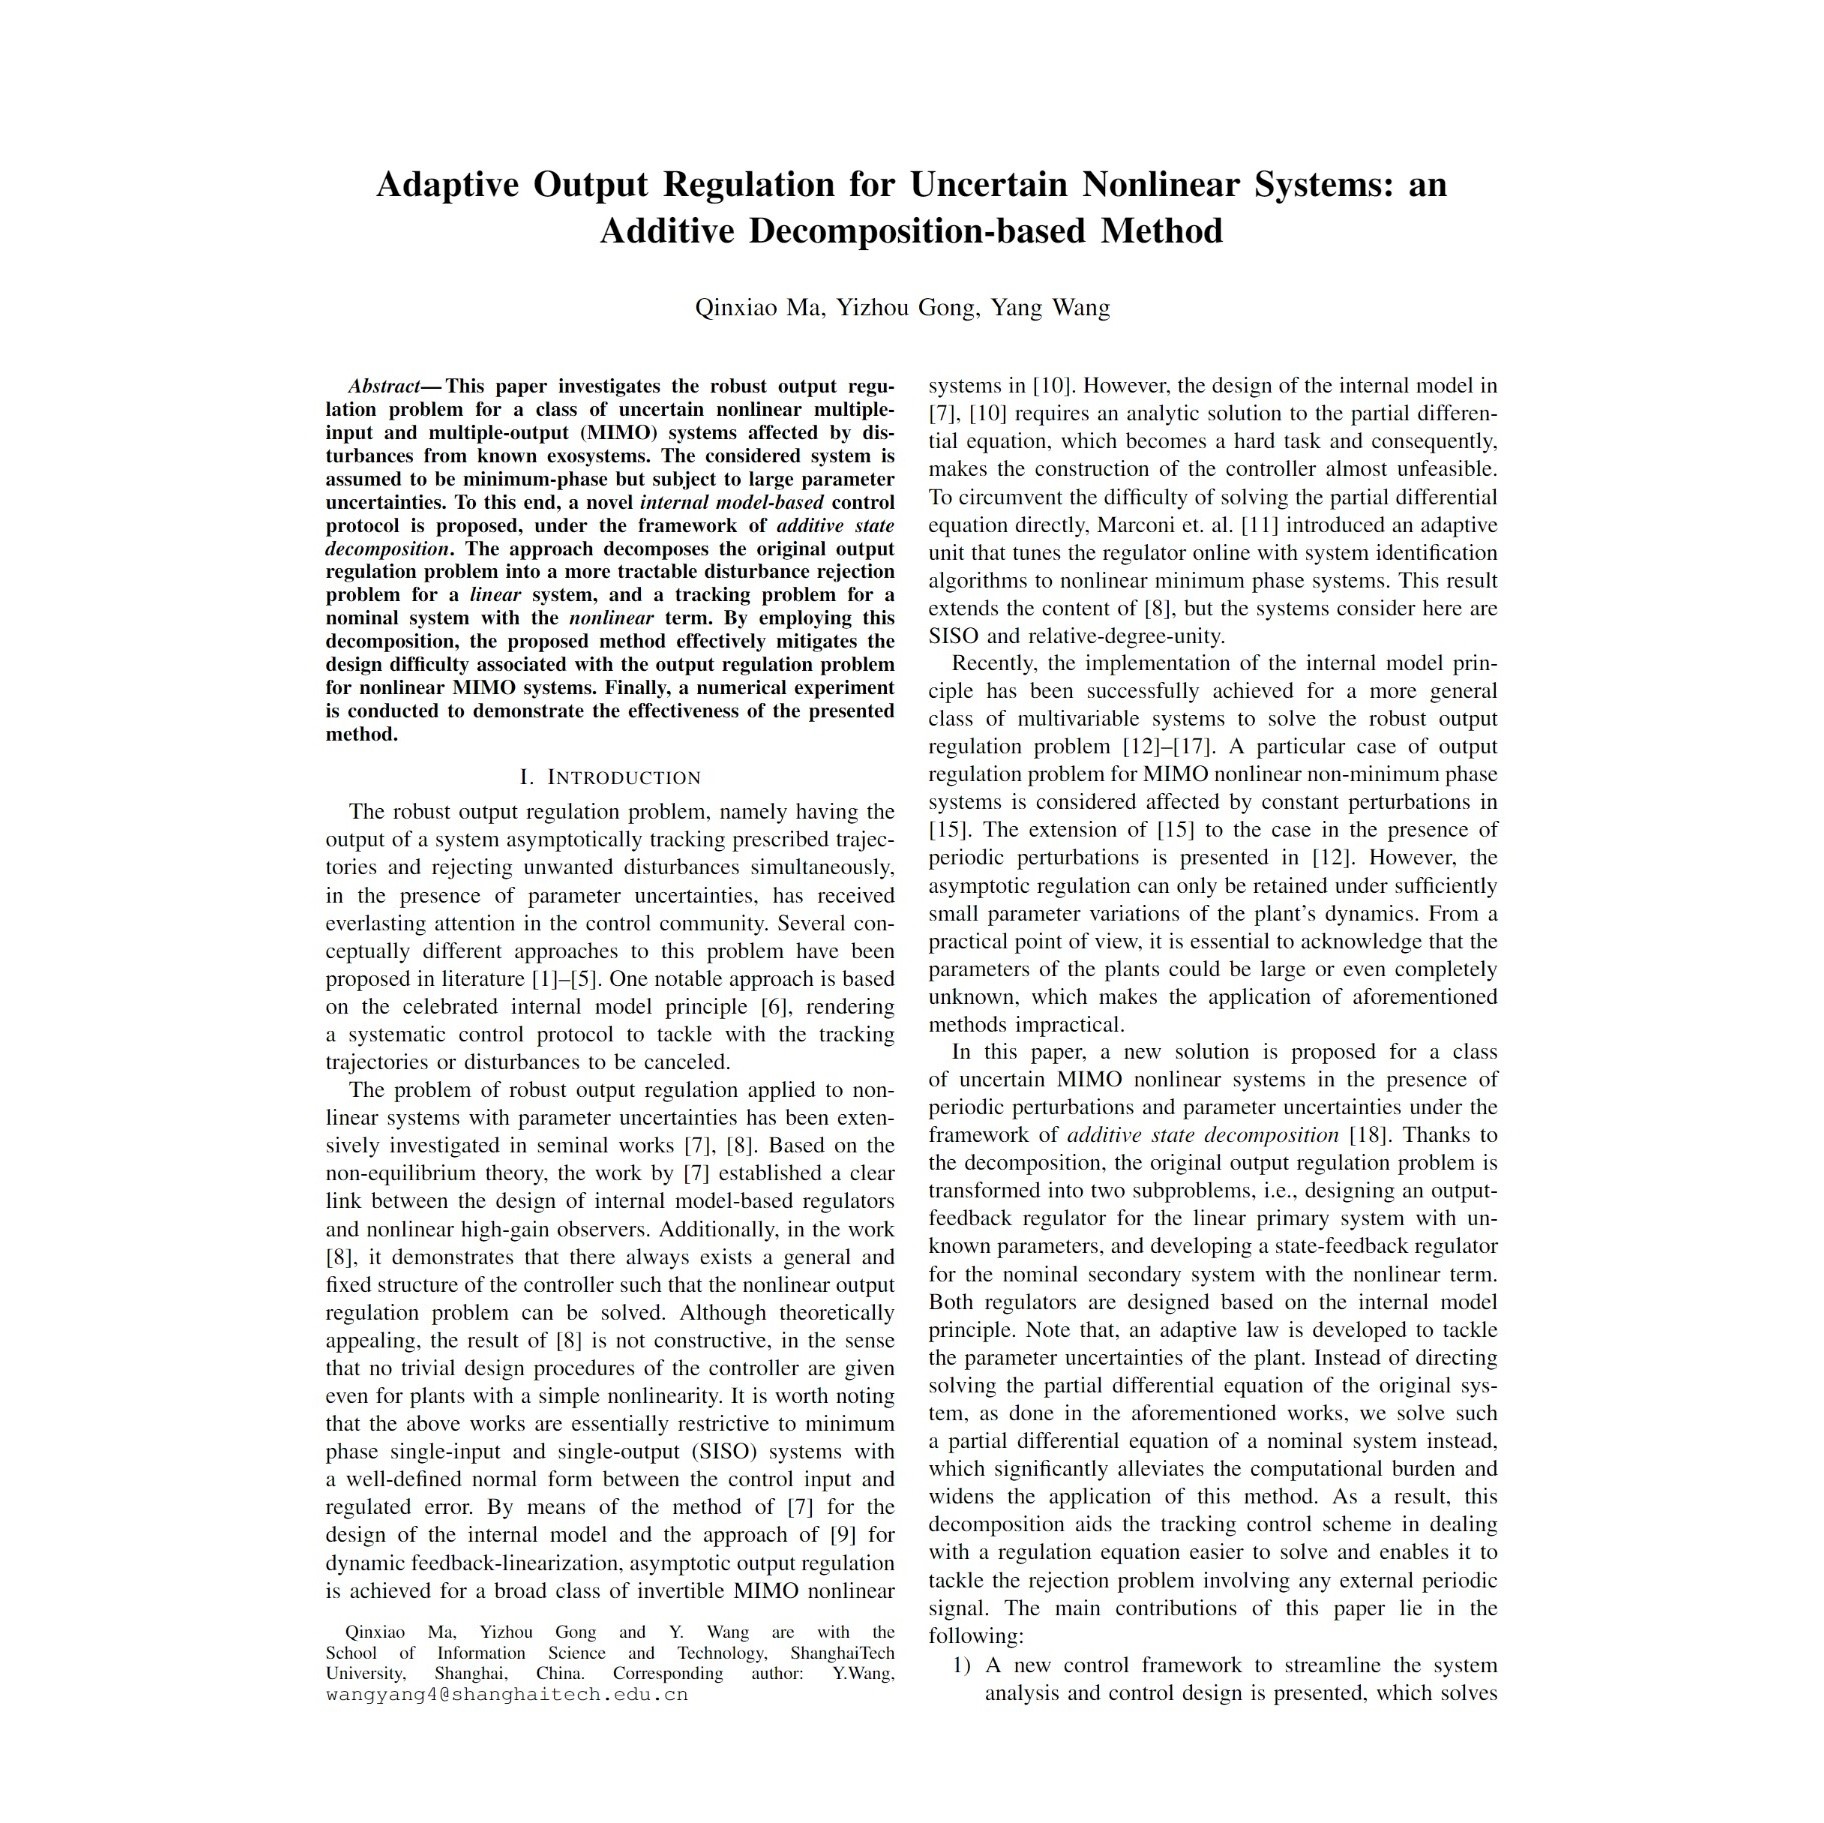 Adaptive Output Regulation for Uncertain Nonlinear Systems: an
Additive Decomposition-based Method
Qinxiao Ma, Yizhou Gong, Yang Wang
Abstract—This paper investigates the robust output regu-
lation problem for a class of uncertain nonlinear multiple-
input and multiple-output (MIMO) systems affected by dis-
turbances from known exosystems. The considered system is
assumed to be minimum-phase but subject to large parameter
uncertainties. To this end, a novel internal model-based control
protocol is proposed, under the framework of additive state
decomposition. The approach decomposes the original output
regulation problem into a more tractable disturbance rejection
problem for a linear system, and a tracking problem for a
nominal system with the nonlinear term. By employing this
decomposition, the proposed method effectively mitigates the
design difficulty associated with the output regulation problem
for nonlinear MIMO systems. Finally, a numerical experiment
is conducted to demonstrate the effectiveness of the presented
method.
I. INTRODUCTION
The robust output regulation problem, namely having the
output of a system asymptotically tracking prescribed trajec-
tories and rejecting unwanted disturbances simultaneously,
in the presence of parameter uncertainties, has received
everlasting attention in the control community. Several con-
ceptually different approaches to this problem have been
proposed in literature [1]–[5]. One notable approach is based
on the celebrated internal model principle [6], rendering
a systematic control protocol to tackle with the tracking
trajectories or disturbances to be canceled.
The problem of robust output regulation applied to non-
linear systems with parameter uncertainties has been exten-
sively investigated in seminal works [7], [8]. Based on the
non-equilibrium theory, the work by [7] established a clear
link between the design of internal model-based regulators
and nonlinear high-gain observers. Additionally, in the work
[8], it demonstrates that there always exists a general and
fixed structure of the controller such that the nonlinear output
regulation problem can be solved. Although theoretically
appealing, the result of [8] is not constructive, in the sense
that no trivial design procedures of the controller are given
even for plants with a simple nonlinearity. It is worth noting
that the above works are essentially restrictive to minimum
phase single-input and single-output (SISO) systems with
a well-defined normal form between the control input and
regulated error. By means of the method of [7] for the
design of the internal model and the approach of [9] for
dynamic feedback-linearization, asymptotic output regulation
is achieved for a broad class of invertible MIMO nonlinear
Qinxiao Ma, Yizhou Gong and Y. Wang are with the
School of Information Science and Technology, ShanghaiTech
University, Shanghai, China. Corresponding author: Y.Wang,
wangyang4@shanghaitech.edu.cn
systems in [10]. However, the design of the internal model in
[7], [10] requires an analytic solution to the partial differen-
tial equation, which becomes a hard task and consequently,
makes the construction of the controller almost unfeasible.
To circumvent the difficulty of solving the partial differential
equation directly, Marconi et. al. [11] introduced an adaptive
unit that tunes the regulator online with system identification
algorithms to nonlinear minimum phase systems. This result
extends the content of [8], but the systems consider here are
SISO and relative-degree-unity.
Recently, the implementation of the internal model prin-
ciple has been successfully achieved for a more general
class of multivariable systems to solve the robust output
regulation problem [12]–[17]. A particular case of output
regulation problem for MIMO nonlinear non-minimum phase
systems is considered affected by constant perturbations in
[15]. The extension of [15] to the case in the presence of
periodic perturbations is presented in [12]. However, the
asymptotic regulation can only be retained under sufficiently
small parameter variations of the plant's dynamics. From a
practical point of view, it is essential to acknowledge that the
parameters of the plants could be large or even completely
unknown, which makes the application of aforementioned
methods impractical.
In this paper, a new solution is proposed for a class
of uncertain MIMO nonlinear systems in the presence of
periodic perturbations and parameter uncertainties under the
framework of additive state decomposition [18]. Thanks to
the decomposition, the original output regulation problem is
transformed into two subproblems, i.e., designing an output-
feedback regulator for the linear primary system with un-
known parameters, and developing a state-feedback regulator
for the nominal secondary system with the nonlinear term.
Both regulators are designed based on the internal model
principle. Note that, an adaptive law is developed to tackle
the parameter uncertainties of the plant. Instead of directing
solving the partial differential equation of the original sys-
tem, as done in the aforementioned works, we solve such
a partial differential equation of a nominal system instead,
which significantly alleviates the computational burden and
widens the application of this method. As a result, this
decomposition aids the tracking control scheme in dealing
with a regulation equation easier to solve and enables it to
tackle the rejection problem involving any external periodic
signal. The main contributions of this paper lie in the
following:
1) A new control framework to streamline the system
analysis and control design is presented, which solves